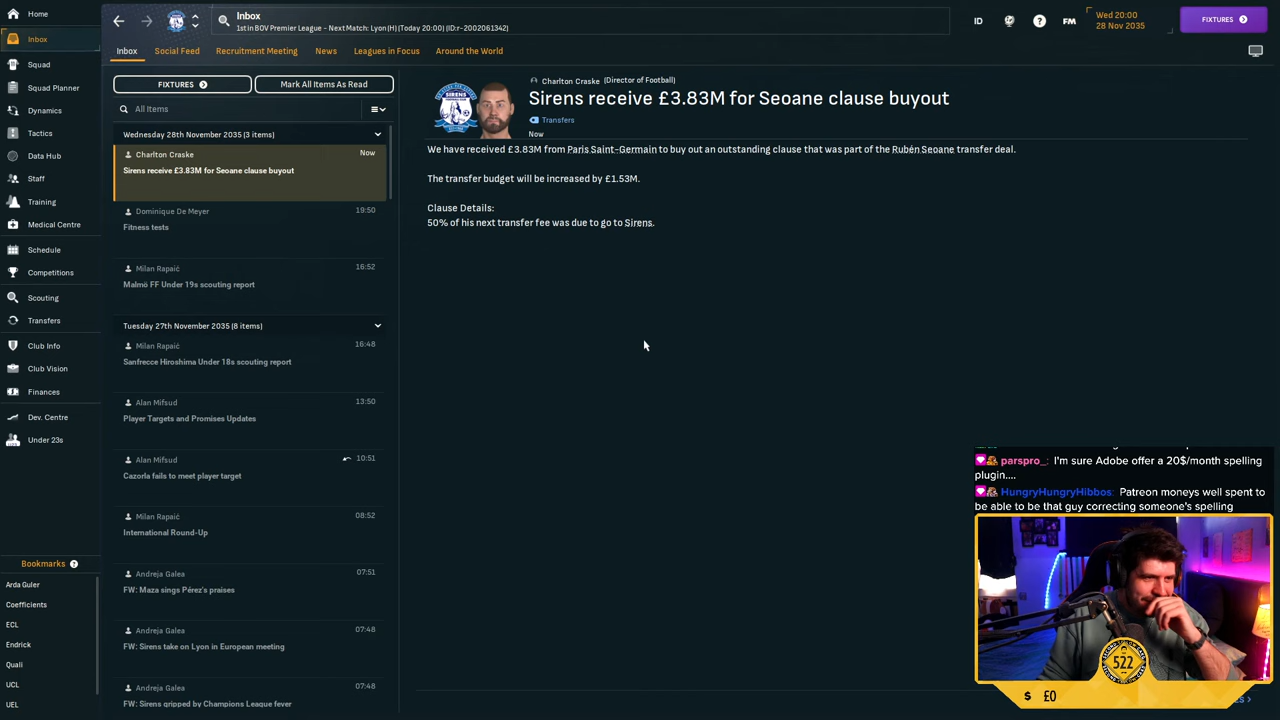 Home
Inbox
Squad
Squad Planner
Dynamics
Tactics
Data Hub
Staff
Training
Medical Centre
Schedule
Competitions
Scouting
Transfers
Club Info
Club Vision
Finances
Dev. Centre
Under 23s
Bookmarks ?
Arda Guler
Coefficients
ECL
Endrick
Quali
UCL
UEL
Inbox
1st in BOV Premier League - Next Match: Lyon (H) (Today 20:00) (ID:r-2002061342)
ID
?
FM
Wed 20:00
28 Nov 2035
FIXTURES
Inbox
Social Feed
Recruitment Meeting
News
Leagues in Focus
Around the World
FIXTURES
Mark All Items As Read
All Items
Wednesday 28th November 2035 (3 items)
Charlton Craske
Now
Sirens receive £3.83M for Seoane clause buyout
Dominique De Meyer
19:50
Fitness tests
Milan Rapaić
16:52
Malmö FF Under 19s scouting report
Tuesday 27th November 2035 (8 items)
Milan Rapaić
16:48
Sanfrecce Hiroshima Under 18s scouting report
Alan Mifsud
13:50
Player Targets and Promises Updates
Alan Mifsud
10:51
Cazorla fails to meet player target
Milan Rapaić
08:52
International Round-Up
Andreja Galea
07:51
FW: Maza sings Pérez's praises
Andreja Galea
07:48
FW: Sirens take on Lyon in European meeting
Andreja Galea
07:48
FW: Sirens gripped by Champions League fever
SIRENS
Charlton Craske (Director of Football)
Sirens receive £3.83M for Seoane clause buyout
Transfers
Now
We have received £3.83M from Paris Saint-Germain to buy out an outstanding clause that was part of the Rubén Seoane transfer deal.
The transfer budget will be increased by £1.53M.
Clause Details:
50% of his next transfer fee was due to go to Sirens.
parspro_: I'm sure Adobe offer a 20$/month spelling
plugin....
HungryHungryHibbos: Patreon moneys well spent to
be able to be that guy correcting someone's spelling
522
$ £0